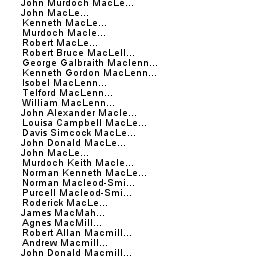 John Murdoch MacLe...
John MacLe...
Kenneth MacLe...
Murdoch Macle...
Robert MacLe...
Robert Bruce MacLell...
George Galbraith Maclenn...
Kenneth Gordon MacLenn...
Isobel MacLenn...
Telford MacLenn...
William MacLenn...
John Alexander Macle...
Louisa Campbell MacLe...
Davis Simcock MacLe...
John Donald MacLe...
John MacLe...
Murdoch Keith Macle...
Norman Kenneth MacLe...
Norman Macleod-Smi...
Purcell Macleod-Smi...
Roderick MacLe...
James MacMah...
Agnes MacMill...
Robert Allan Macmill...
Andrew Macmill...
John Donald Macmill...